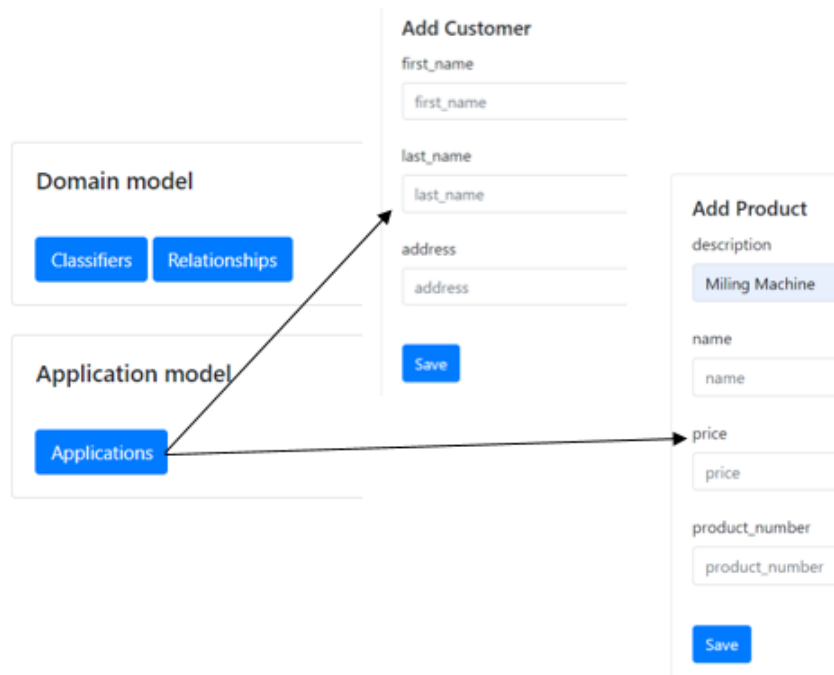 Domain model
Classifiers
Relationships
Application model
Applications
Add Customer
first_name
first_name
last_name
last_name
address
address
Save
Add Product
description
Miling Machine
name
name
price
price
product_number
product_number
Save